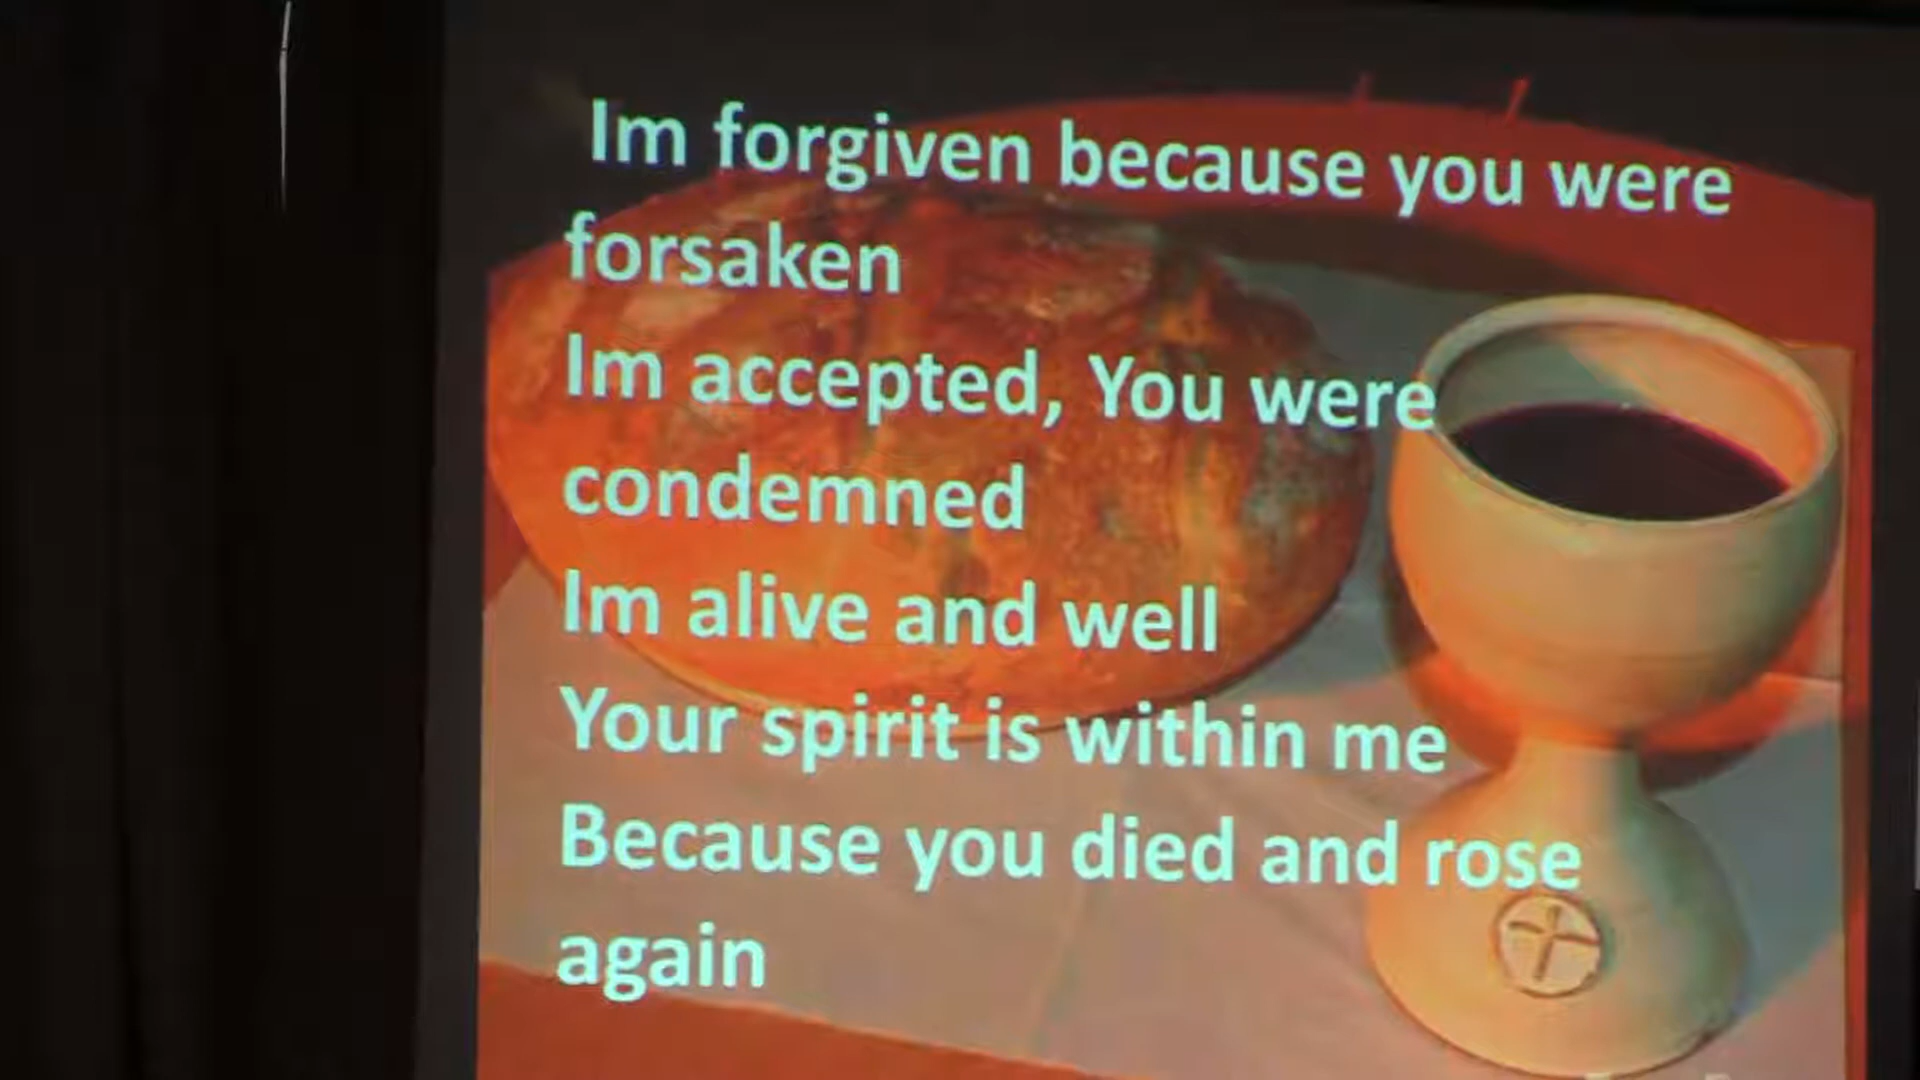 Im forgiven because you were
forsaken
Im accepted, You were
condemned
Im alive and well
Your spirit is within me
Because you died and rose
again